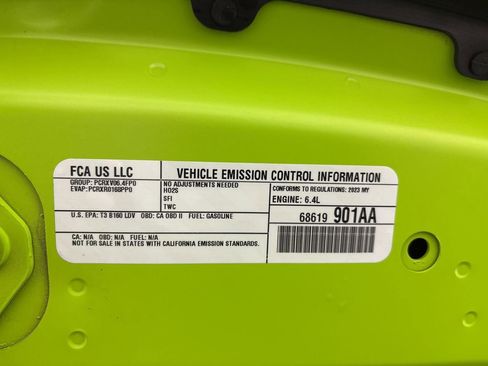 FCA US LLC
VEHICLE EMISSION CONTROL INFORMATION
GROUP: PCRXV06.4FP0
EVAP: PCRXR0168PP0
NO ADJUSTMENTS NEEDED
HO2S
SFI
TWC
CONFORMS TO REGULATIONS: 2023 MY
ENGINE: 6.4L
U.S. EPA: T3 B160 LDV OBD: CA OBD II FUEL: GASOLINE
68619 901AA
CA: N/A OBD: N/A FUEL: N/A
NOT FOR SALE IN STATES WITH CALIFORNIA EMISSION STANDARDS.